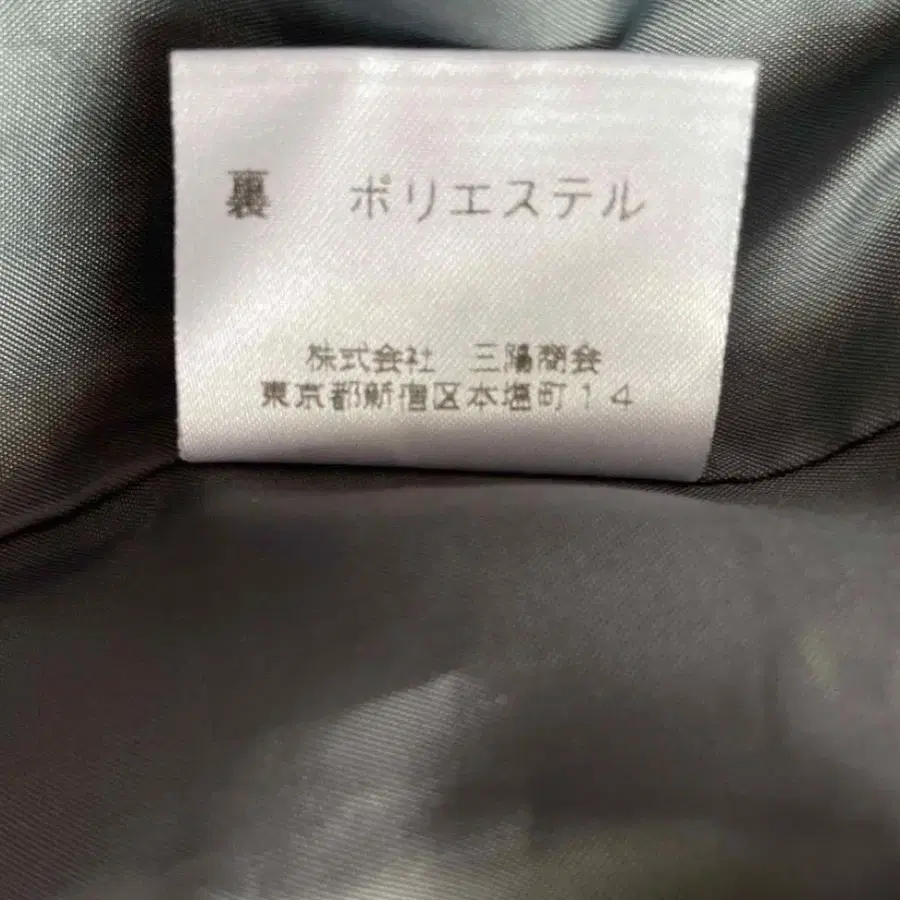 裏　ポリエステル
株式会社　三陽商会
東京都新宿区本塩町１４